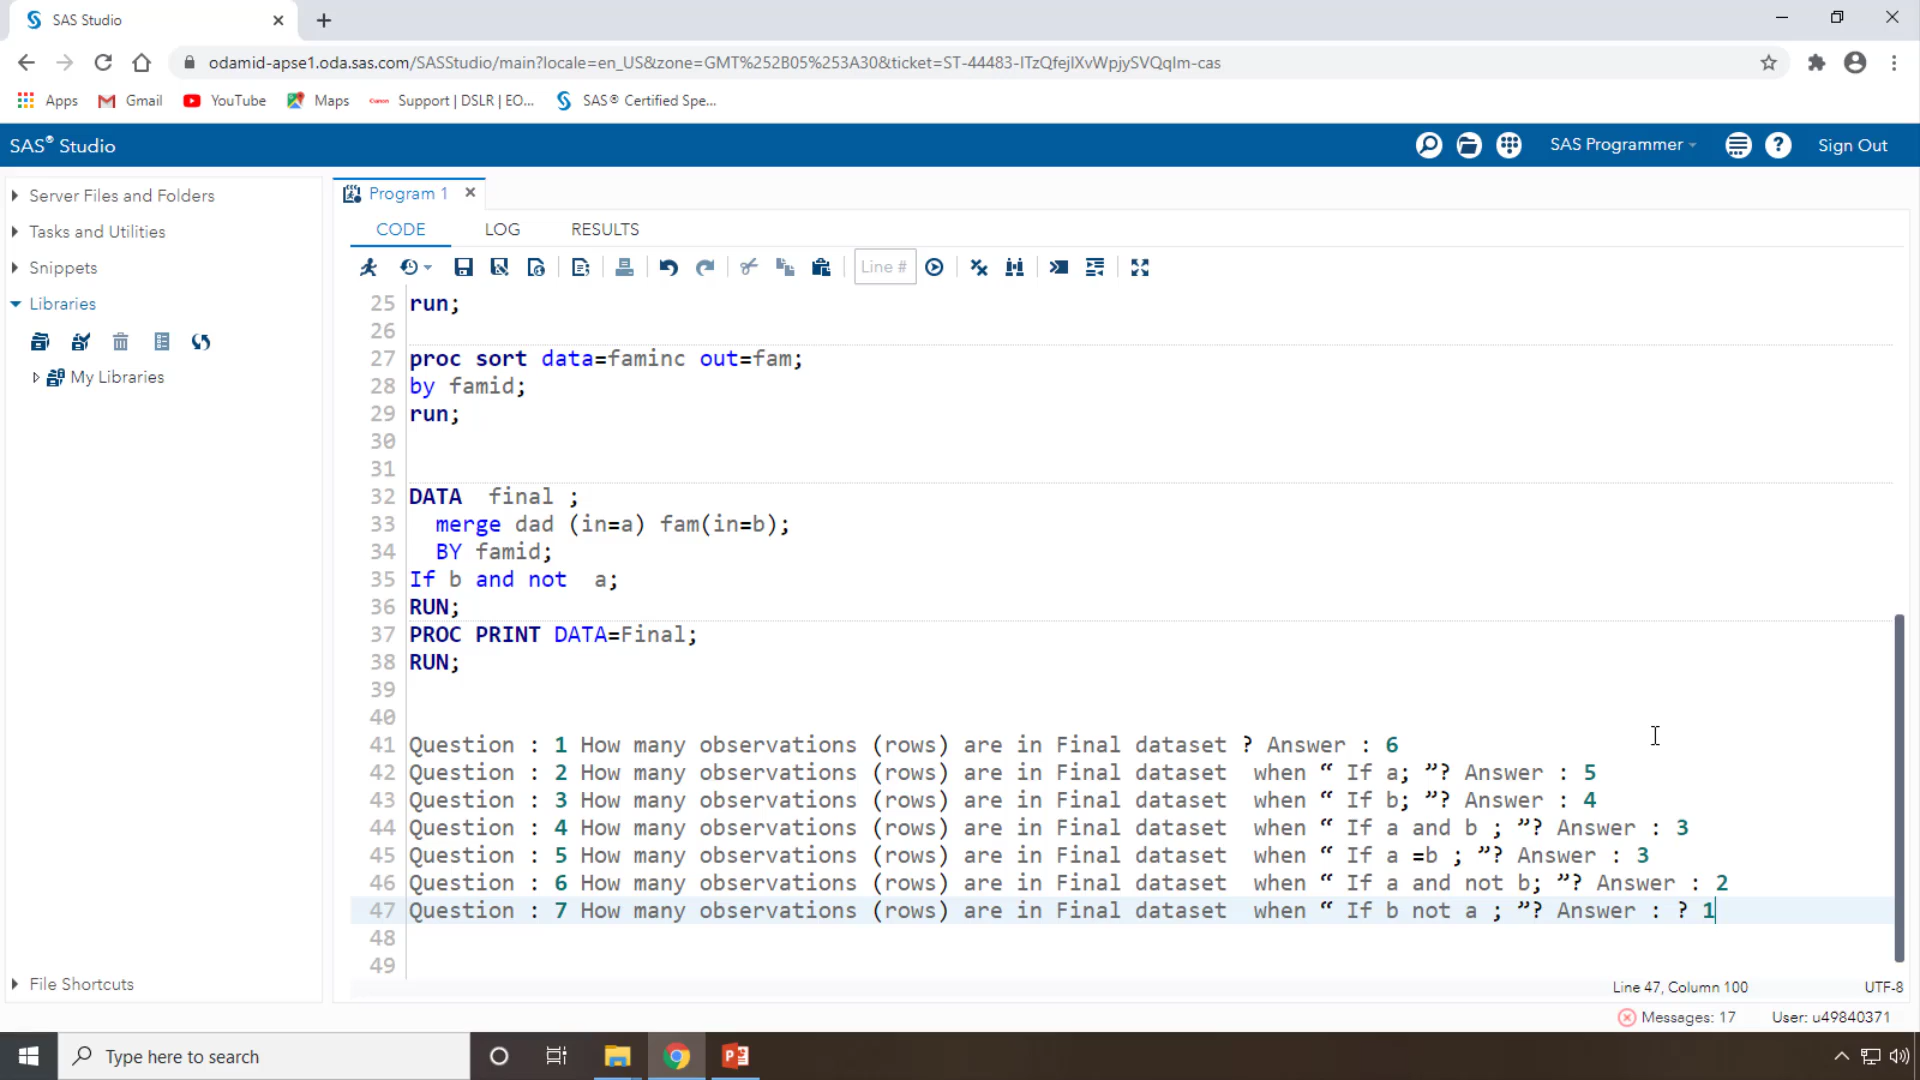 SAS Studio
odamid-apse1.oda.sas.com/SASStudio/main?locale=en_US&zone=GMT%252B05%253A30&ticket=ST-44483-ITzQfejlXvWpjySVQqIm-cas
Apps Gmail YouTube Maps Canon Support | DSLR | EO... SAS® Certified Spe...
SAS® Studio SAS Programmer Sign Out
Server Files and Folders
Tasks and Utilities
Snippets
Libraries
My Libraries
File Shortcuts
Program 1
CODE LOG RESULTS
Line #
25 run;
26
27 proc sort data=faminc out=fam;
28 by famid;
29 run;
30
31
32 DATA final ;
33 merge dad (in=a) fam(in=b);
34 BY famid;
35 If b and not a;
36 RUN;
37 PROC PRINT DATA=Final;
38 RUN;
39
40
41 Question : 1 How many observations (rows) are in Final dataset ? Answer : 6
42 Question : 2 How many observations (rows) are in Final dataset when “ If a; ”? Answer : 5
43 Question : 3 How many observations (rows) are in Final dataset when “ If b; ”? Answer : 4
44 Question : 4 How many observations (rows) are in Final dataset when “ If a and b ; ”? Answer : 3
45 Question : 5 How many observations (rows) are in Final dataset when “ If a =b ; ”? Answer : 3
46 Question : 6 How many observations (rows) are in Final dataset when “ If a and not b; ”? Answer : 2
47 Question : 7 How many observations (rows) are in Final dataset when “ If b not a ; ”? Answer : ? 1
48
49
Line 47, Column 100 UTF-8
Messages: 17 User: u49840371
Type here to search